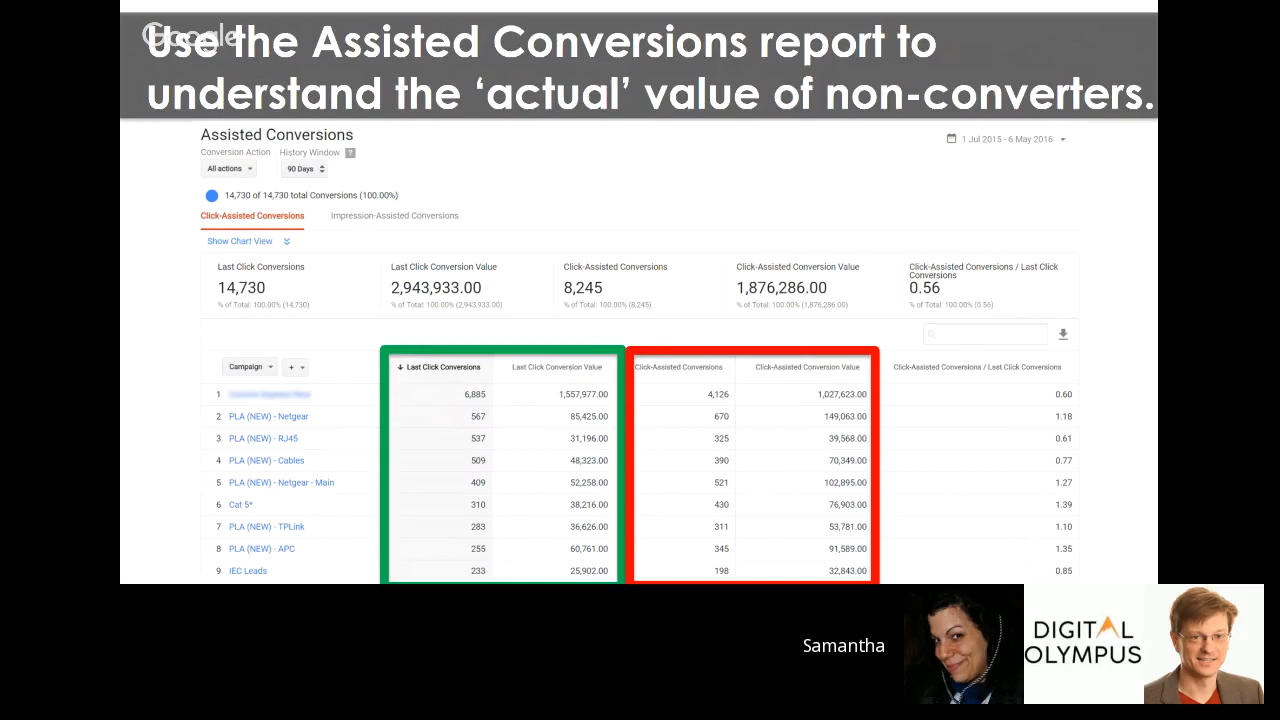 Google
Use the Assisted Conversions report to
understand the ‘actual’ value of non-converters.
Assisted Conversions
1 Jul 2015 - 6 May 2016
Conversion Action History Window ?
All actions 90 Days
14,730 of 14,730 total Conversions (100.00%)
Click-Assisted Conversions Impression-Assisted Conversions
Show Chart View
Last Click Conversions Last Click Conversion Value Click-Assisted Conversions Click-Assisted Conversion Value Click-Assisted Conversions / Last Click
Conversions
14,730 2,943,933.00 8,245 1,876,286.00 0.56
% of Total: 100.00% (14,730) % of Total: 100.00% (2,943,933.00) % of Total: 100.00% (8,245) % of Total: 100.00% (1,876,286.00) % of Total: 100.00% (0.56)
Campaign + Last Click Conversions Last Click Conversion Value Click-Assisted Conversions Click-Assisted Conversion Value Click-Assisted Conversions / Last Click Conversions
1 6,885 1,557,977.00 4,126 1,027,623.00 0.60
2 PLA (NEW) - Netgear 567 85,425.00 670 149,063.00 1.18
3 PLA (NEW) - RJ45 537 31,196.00 325 39,568.00 0.61
4 PLA (NEW) - Cables 509 48,323.00 390 70,349.00 0.77
5 PLA (NEW) - Netgear - Main 409 52,258.00 521 102,895.00 1.27
6 Cat 5* 310 38,216.00 430 76,903.00 1.39
7 PLA (NEW) - TPLink 283 36,626.00 311 53,781.00 1.10
8 PLA (NEW) - APC 255 60,761.00 345 91,589.00 1.35
9 IEC Leads 233 25,902.00 198 32,843.00 0.85
Samantha
DIGITAL
OLYMPUS